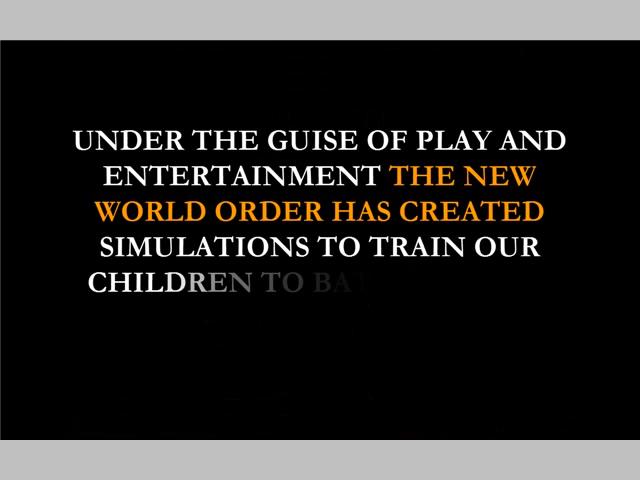 UNDER THE GUISE OF PLAY AND
ENTERTAINMENT THE NEW
WORLD ORDER HAS CREATED
SIMULATIONS TO TRAIN OUR
CHILDREN TO